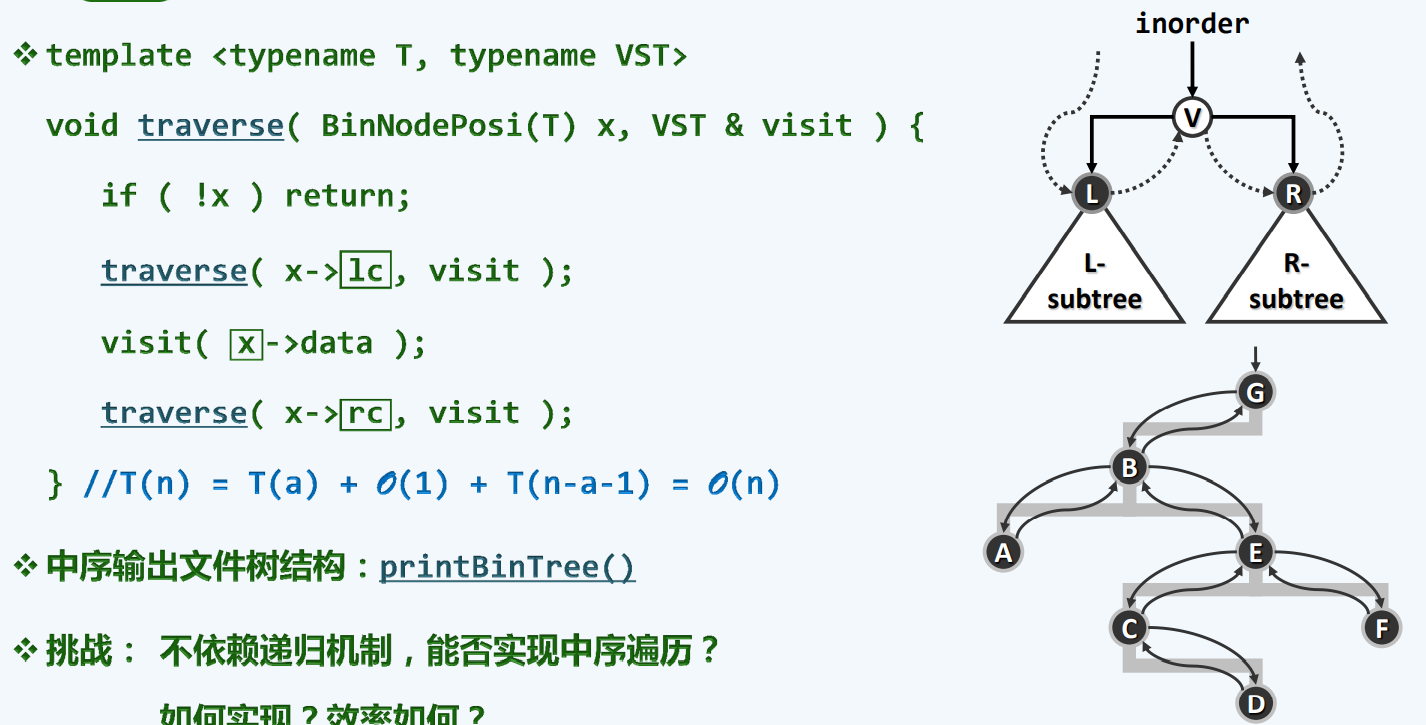 ❖ template <typename T, typename VST>
void traverse( BinNodePosi(T) x, VST & visit ) {
if ( !x ) return;
traverse( x->lc, visit );
visit( x->data );
traverse( x->rc, visit );
} //T(n) = T(a) + O(1) + T(n-a-1) = O(n)
❖ 中序输出文件树结构：printBinTree()
❖ 挑战： 不依赖递归机制，能否实现中序遍历？
如何实现？效率如何？
inorder
V
L
R
L-
subtree
R-
subtree
G
B
A
E
C
F
D